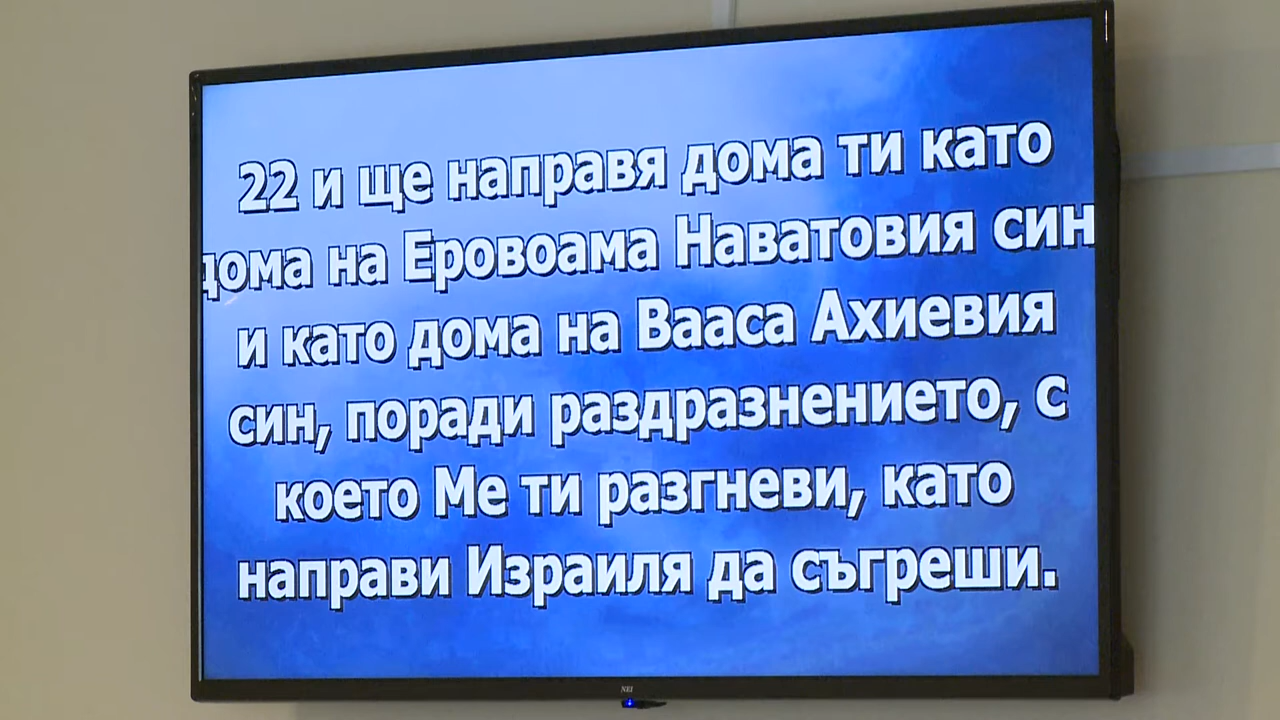 22 и ще направя дома ти като
дома на Еровоама Наватовия син
и като дома на Вааса Ахиевия
син, поради раздразнението, с
което Ме ти разгневи, като
направи Израиля да съгреши.
NEI